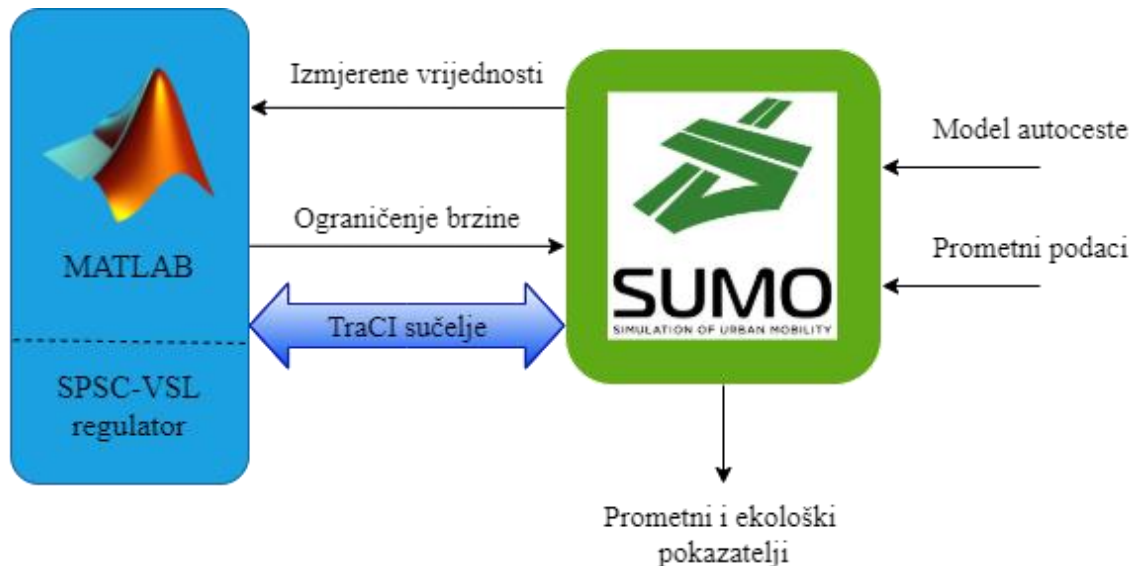 Izmjerene vrijednosti
Model autoceste
Ograničenje brzine
Prometni podaci
MATLAB
SUMO
SIMULATION OF URBAN MOBILITY
TraCI sučelje
SPSC-VSL
regulator
Prometni i ekološki
pokazatelji